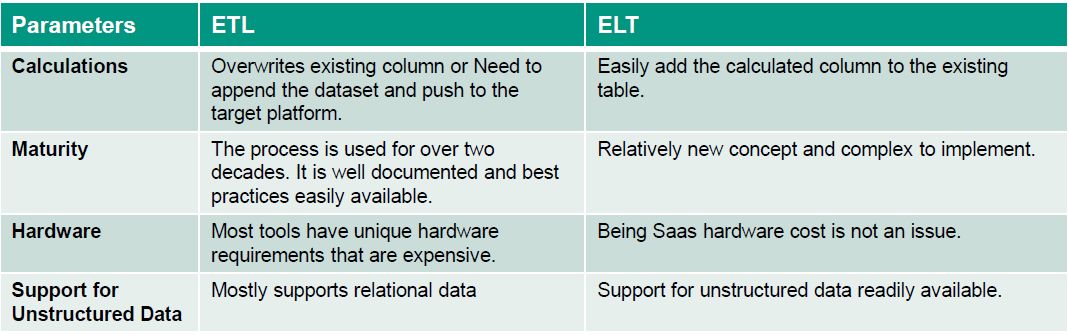 Parameters ETL ELT
Calculations Overwrites existing column or Need to Easily add the calculated column to the existing
append the dataset and push to the table.
target platform.
Maturity The process is used for over two Relatively new concept and complex to implement.
decades. It is well documented and best
practices easily available.
Hardware Most tools have unique hardware Being Saas hardware cost is not an issue.
requirements that are expensive.
Support for Mostly supports relational data Support for unstructured data readily available.
Unstructured Data